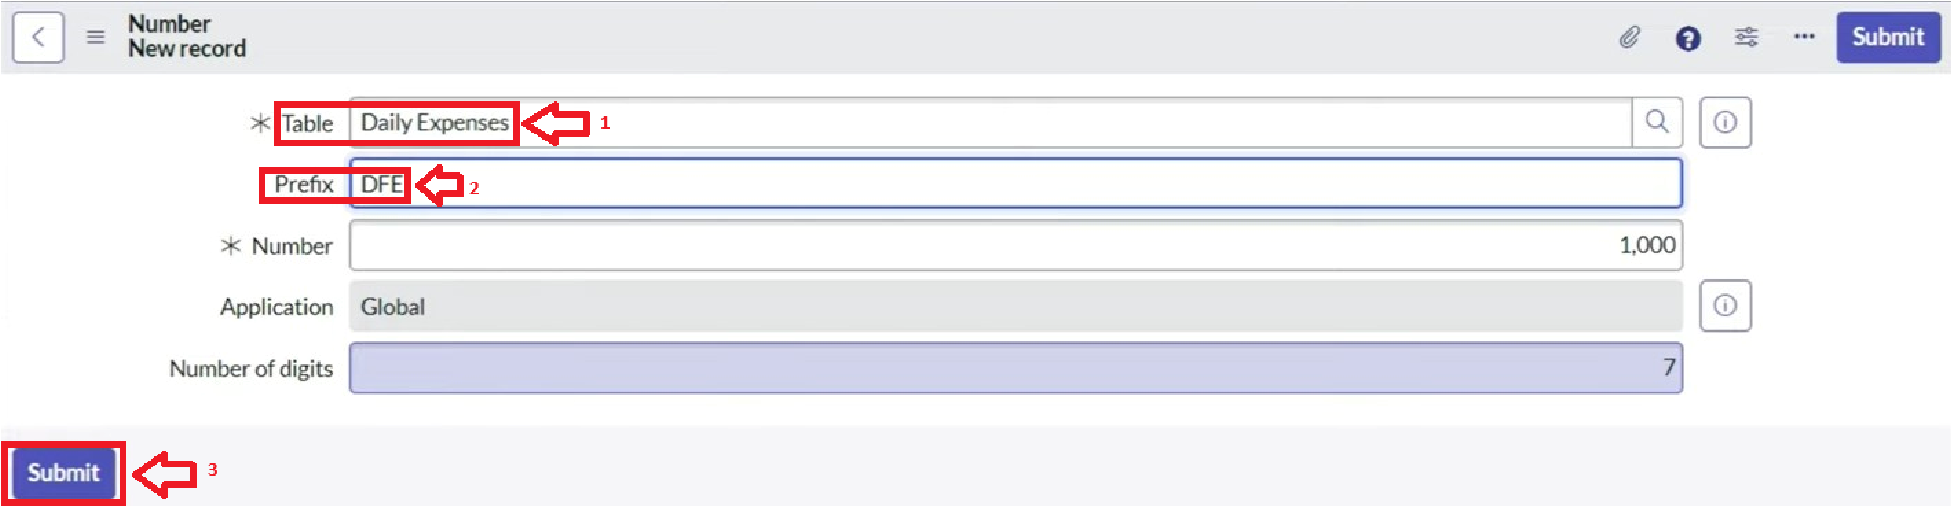 Number
New record
Submit
* Table Daily Expenses 1
Prefix DFE 2
* Number 1,000
Application Global
Number of digits 7
Submit 3